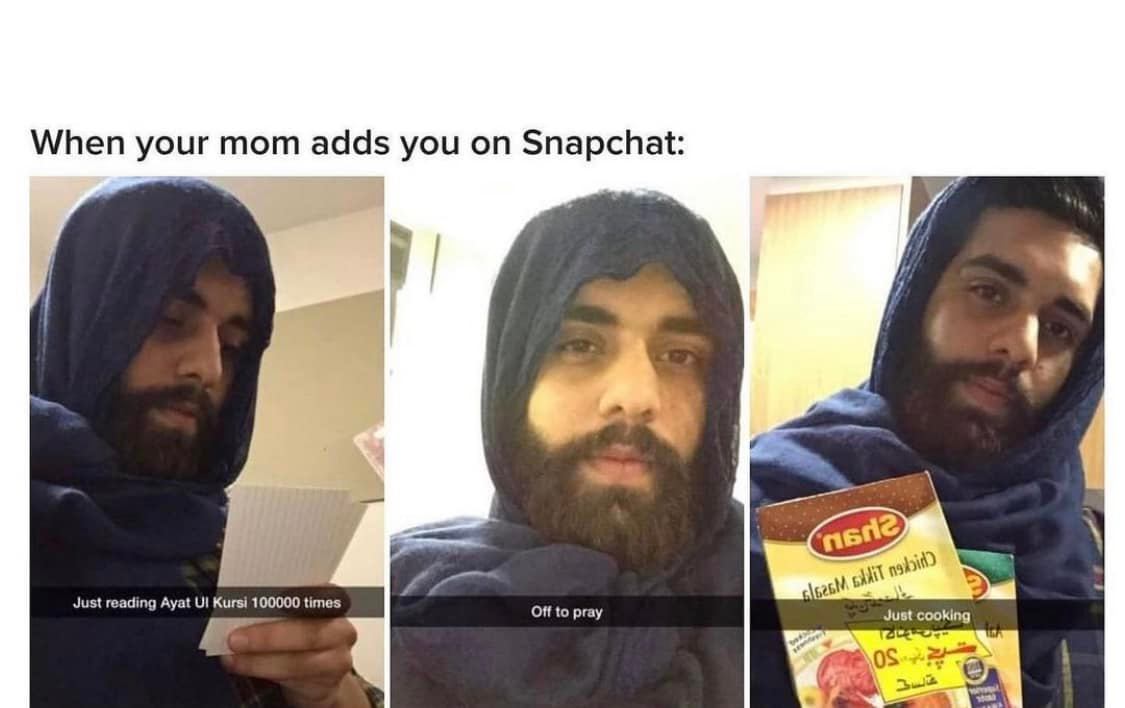 When your mom adds you on Snapchat:
Just reading Ayat Ul Kursi 100000 times
Off to pray
Shan
Chicken Tikka Masala
Just cooking
20